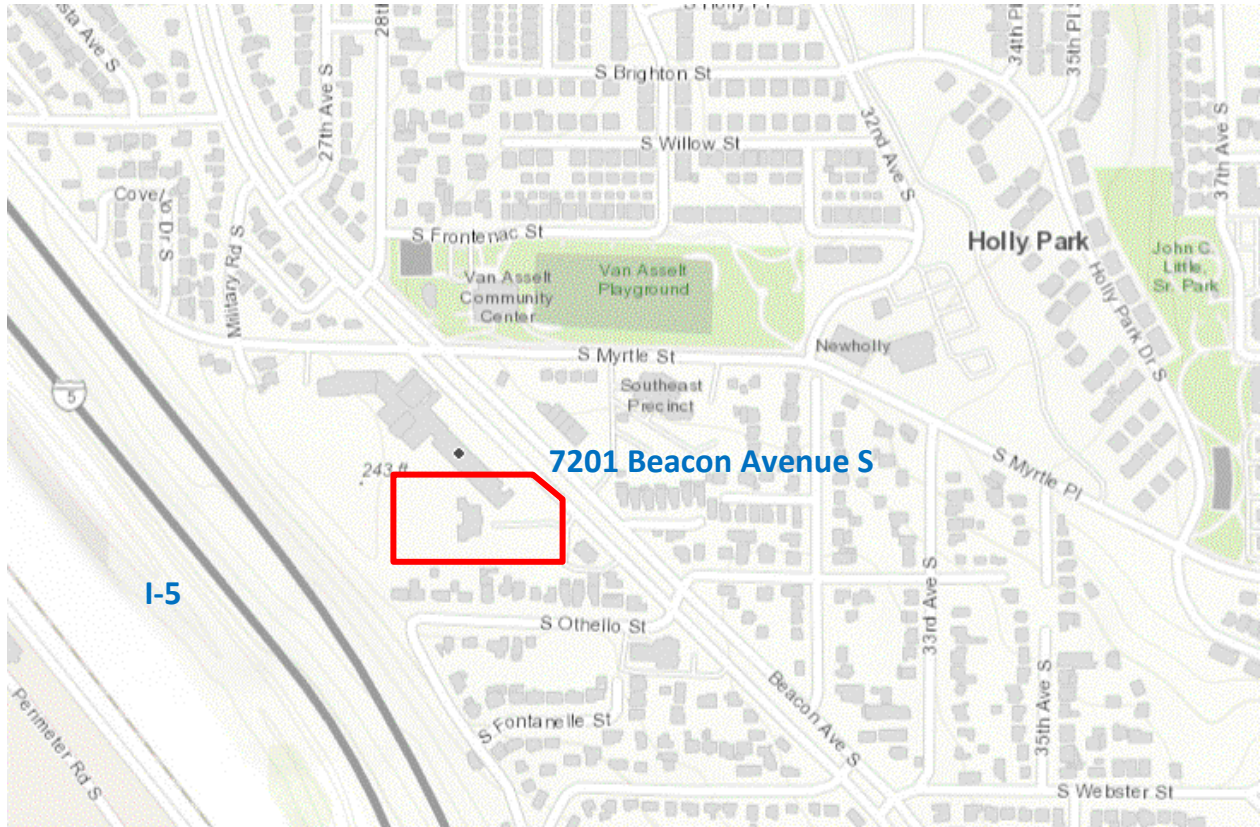 28th
S Holly Pl
34th Pl
35th Pl S
Ave S
S Brighton St
27th Ave S
32nd Ave S
37th Ave S
S Willow St
Military Rd S
S Frontenac St
Holly Park
John C.
Little,
Sr. Park
Van Asselt
Community
Center
Van Asselt
Playground
Holly Park Dr S
S Myrtle St
Newholly
5
Southeast
Precinct
7201 Beacon Avenue S
243 ft
S Myrtle Pl
I-5
33rd Ave S
S Othello St
Perimeter Rd S
S Fontanelle St
Beacon Ave S
35th Ave S
S Webster St